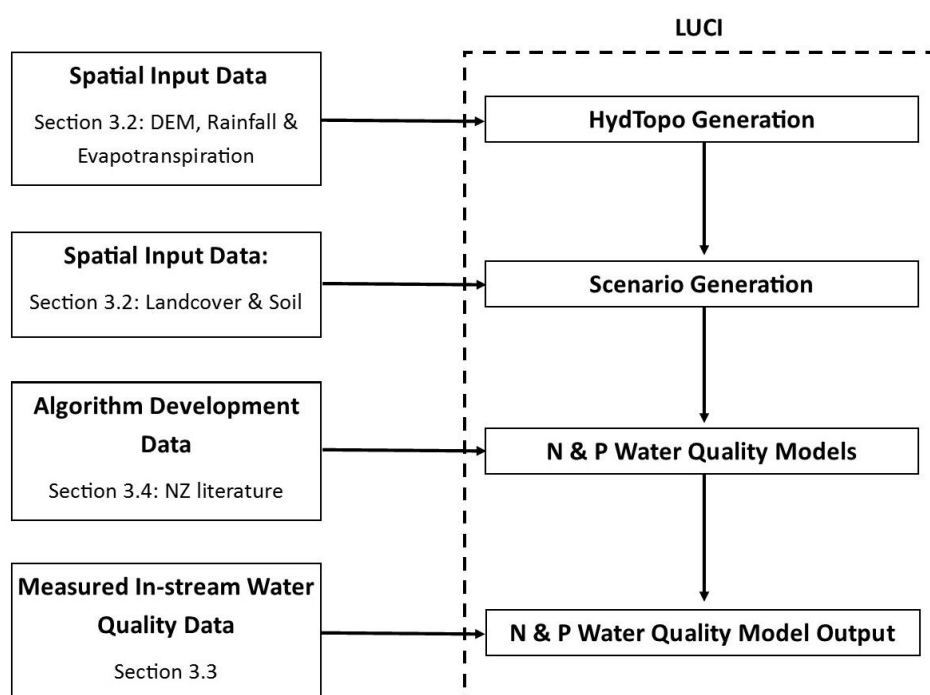 LUCI
Spatial Input Data
Section 3.2: DEM, Rainfall &
Evapotranspiration
HydTopo Generation
Spatial Input Data:
Section 3.2: Landcover & Soil
Scenario Generation
Algorithm Development
Data
Section 3.4: NZ literature
N & P Water Quality Models
Measured In-stream Water
Quality Data
Section 3.3
N & P Water Quality Model Output